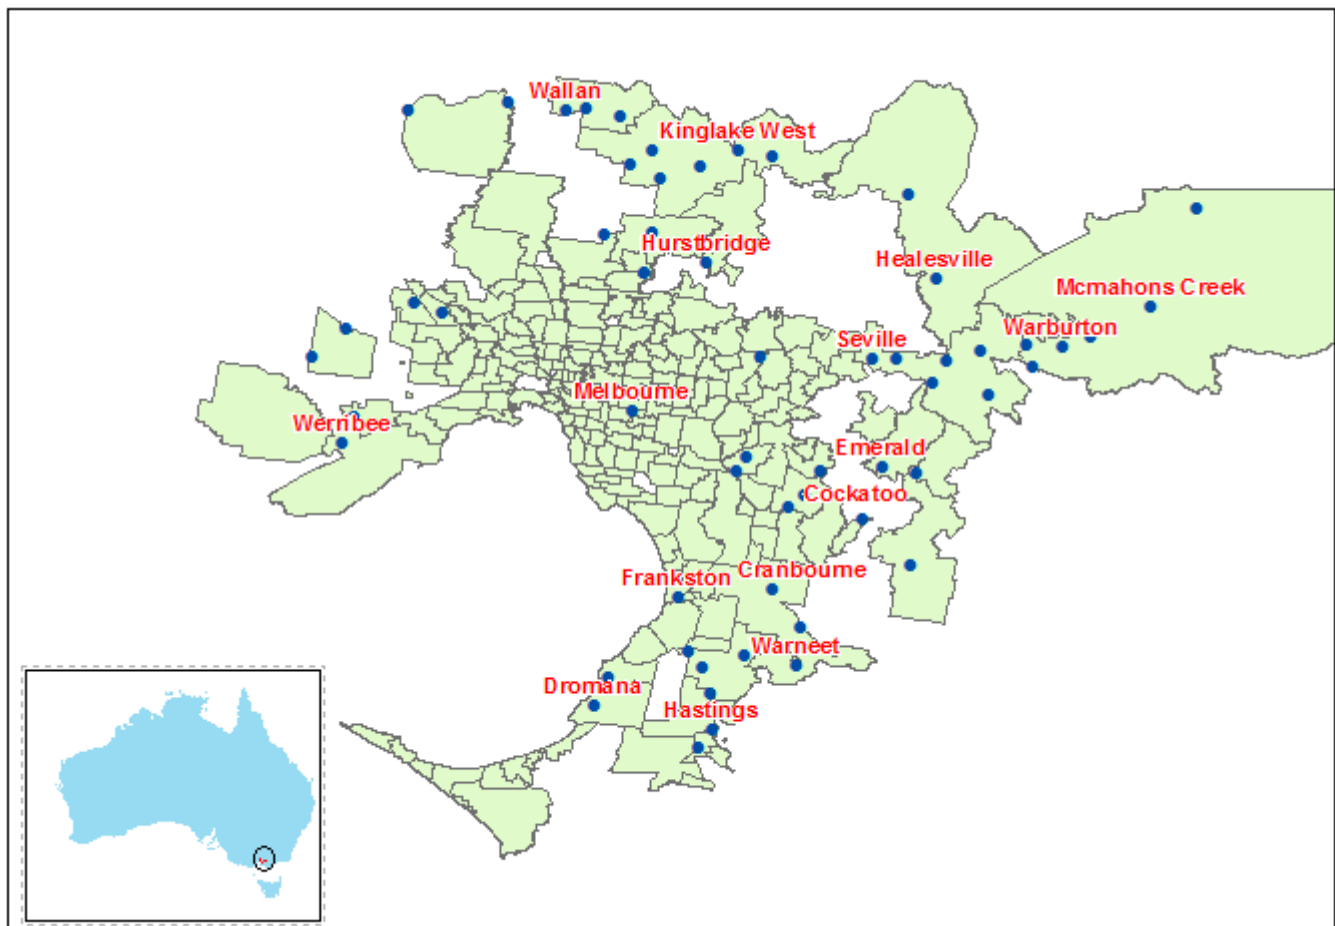 Wallan
Kinglake West
Hurstbridge
Healesville
Mcmahons Creek
Warburton
Seville
Melbourne
Werribee
Emerald
Cockatoo
Cranbourne
Frankston
Warneet
Dromana
Hastings